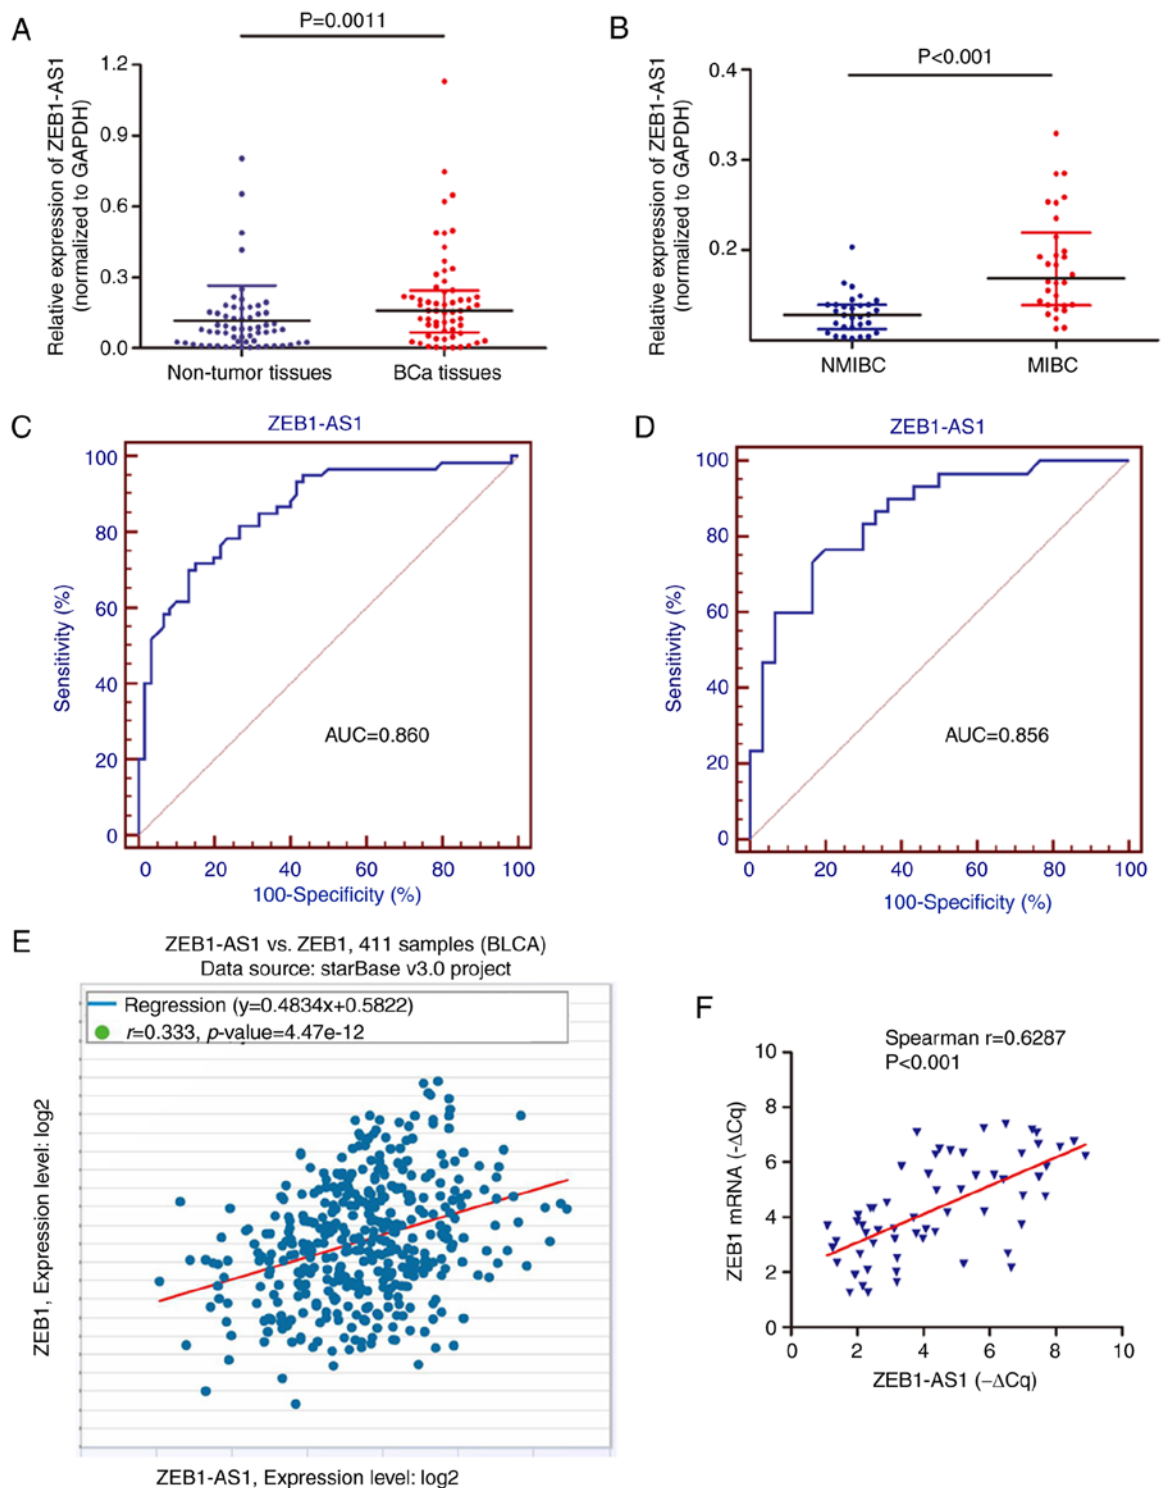 A
P=0.0011
Relative expression of ZEB1-AS1
(normalized to GAPDH)
1.2
0.9
0.6
0.3
0.0
Non-tumor tissues
BCa tissues
B
P<0.001
Relative expression of ZEB1-AS1
(normalized to GAPDH)
0.4
0.3
0.2
NMIBC
MIBC
C
ZEB1-AS1
Sensitivity (%)
100
80
60
40
20
0
AUC=0.860
0 20 40 60 80 100
100-Specificity (%)
D
ZEB1-AS1
Sensitivity (%)
100
80
60
40
20
0
AUC=0.856
0 20 40 60 80 100
100-Specificity (%)
E
ZEB1-AS1 vs. ZEB1, 411 samples (BLCA)
Data source: starBase v3.0 project
Regression (y=0.4834x+0.5822)
r=0.333, p-value=4.47e-12
ZEB1, Expression level: log2
ZEB1-AS1, Expression level: log2
F
Spearman r=0.6287
P<0.001
ZEB1 mRNA (-ΔCq)
10
8
6
4
2
0
0 2 4 6 8 10
ZEB1-AS1 (−ΔCq)